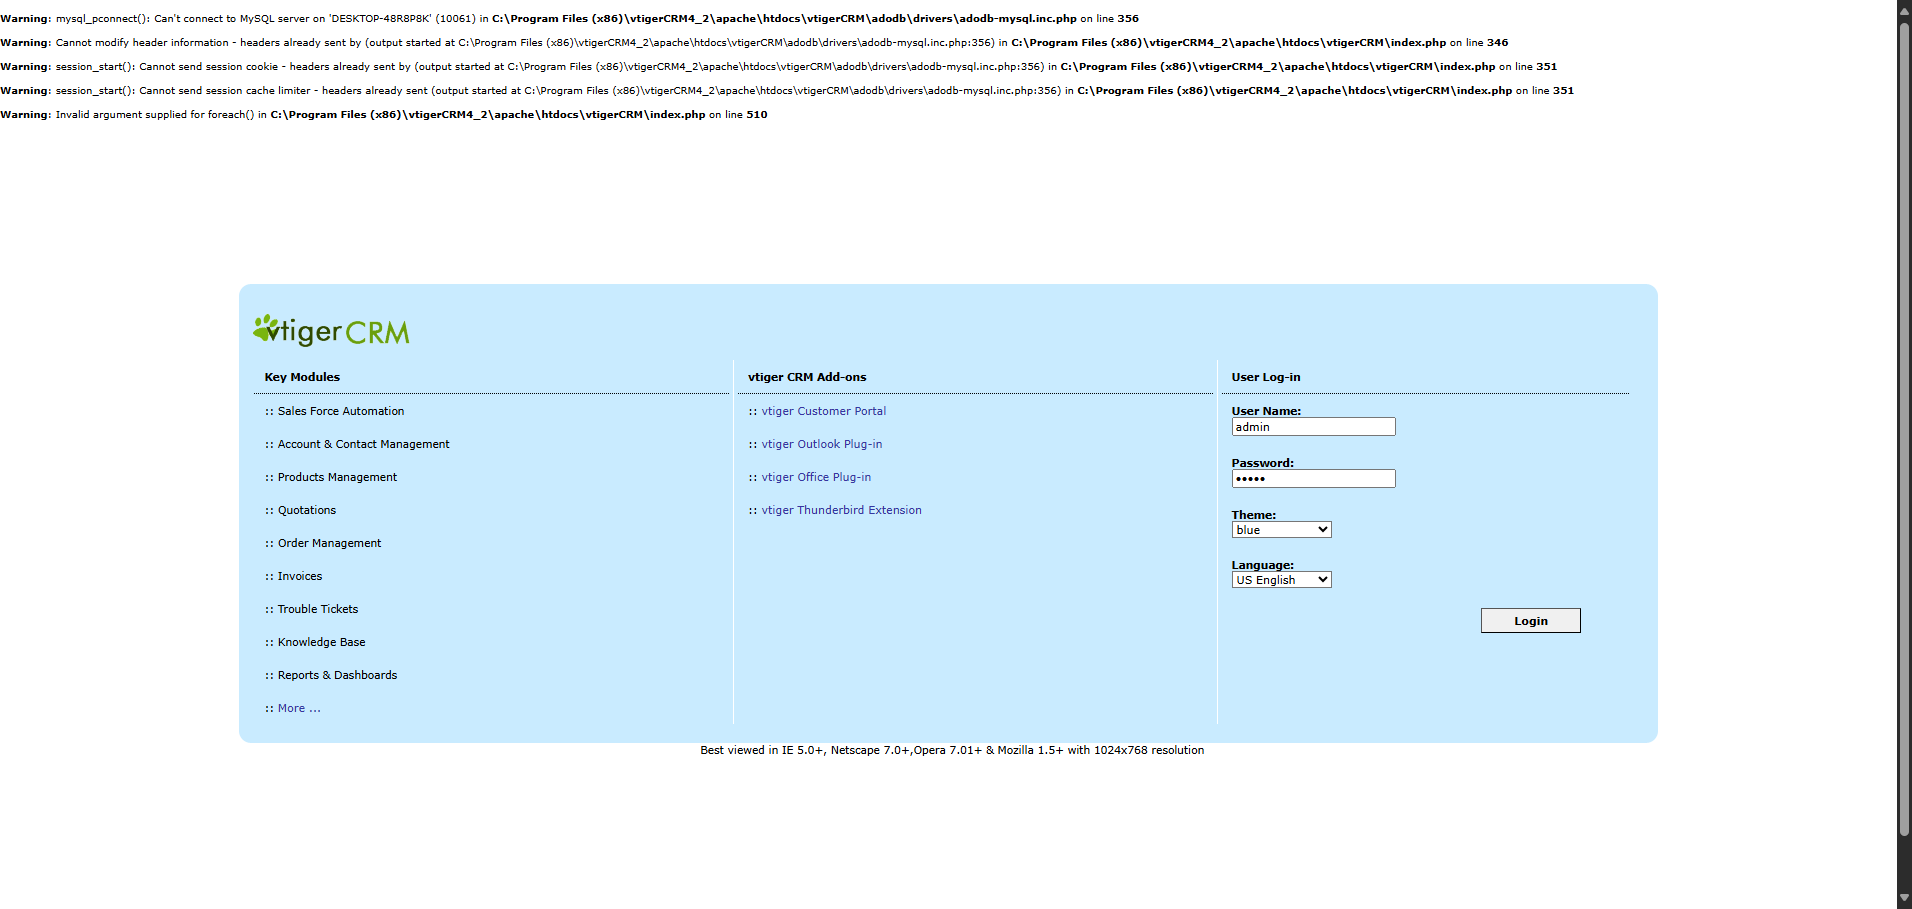 Warning: mysql_pconnect(): Can't connect to MySQL server on 'DESKTOP-48R8P8K' (10061) in C:\Program Files (x86)\vtigerCRM4_2\apache\htdocs\vtigerCRM\adodb\drivers\adodb-mysql.inc.php on line 356
Warning: Cannot modify header information - headers already sent by (output started at C:\Program Files (x86)\vtigerCRM4_2\apache\htdocs\vtigerCRM\adodb\drivers\adodb-mysql.inc.php:356) in C:\Program Files (x86)\vtigerCRM4_2\apache\htdocs\vtigerCRM\index.php on line 346
Warning: session_start(): Cannot send session cookie - headers already sent by (output started at C:\Program Files (x86)\vtigerCRM4_2\apache\htdocs\vtigerCRM\adodb\drivers\adodb-mysql.inc.php:356) in C:\Program Files (x86)\vtigerCRM4_2\apache\htdocs\vtigerCRM\index.php on line 351
Warning: session_start(): Cannot send session cache limiter - headers already sent (output started at C:\Program Files (x86)\vtigerCRM4_2\apache\htdocs\vtigerCRM\adodb\drivers\adodb-mysql.inc.php:356) in C:\Program Files (x86)\vtigerCRM4_2\apache\htdocs\vtigerCRM\index.php on line 351
Warning: Invalid argument supplied for foreach() in C:\Program Files (x86)\vtigerCRM4_2\apache\htdocs\vtigerCRM\index.php on line 510
vtiger CRM
Key Modules
:: Sales Force Automation
:: Account & Contact Management
:: Products Management
:: Quotations
:: Order Management
:: Invoices
:: Trouble Tickets
:: Knowledge Base
:: Reports & Dashboards
:: More ...
vtiger CRM Add-ons
:: vtiger Customer Portal
:: vtiger Outlook Plug-in
:: vtiger Office Plug-in
:: vtiger Thunderbird Extension
User Log-in
User Name:
admin
Password:
•••••
Theme:
blue
Language:
US English
Login
Best viewed in IE 5.0+, Netscape 7.0+,Opera 7.01+ & Mozilla 1.5+ with 1024x768 resolution